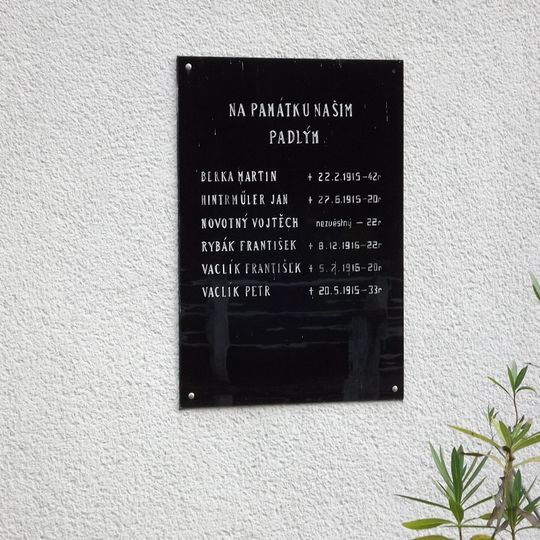 NA PAMÁTKU NAŠIM
PADLÝM
BERKA MARTIN † 22.2.1915-42r
HINTRMŰLER JAN † 27.6.1915-20r
NOVOTNÝ VOJTĚCH nezvěstný - 22r
RYBÁK FRANTIŠEK † 8.12.1916-22r
VACLÍK FRANTIŠEK † 5.7.1916-20r
VACLÍK PETR † 20.5.1915-33r